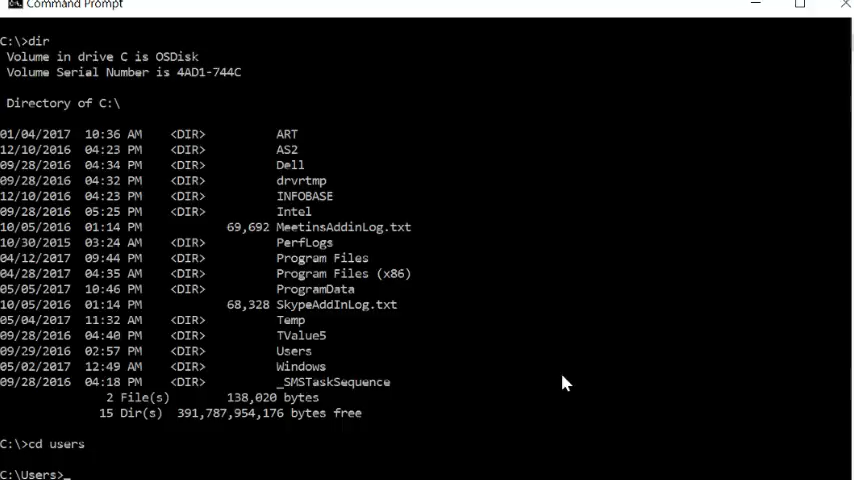 Command Prompt
C:\>dir
 Volume in drive C is OSDisk
 Volume Serial Number is 4AD1-744C
 Directory of C:\
01/04/2017  10:36 AM    <DIR>          ART
12/10/2016  04:23 PM    <DIR>          AS2
09/28/2016  04:34 PM    <DIR>          Dell
09/28/2016  04:32 PM    <DIR>          drvrtmp
12/10/2016  04:23 PM    <DIR>          INFOBASE
09/28/2016  05:25 PM    <DIR>          Intel
10/05/2016  01:14 PM            69,692 MeetinsAddinLog.txt
10/30/2015  03:24 AM    <DIR>          PerfLogs
04/12/2017  09:44 PM    <DIR>          Program Files
04/28/2017  04:35 AM    <DIR>          Program Files (x86)
05/05/2017  10:46 PM    <DIR>          ProgramData
10/05/2016  01:14 PM            68,328 SkypeAddInLog.txt
05/04/2017  11:32 AM    <DIR>          Temp
09/28/2016  04:40 PM    <DIR>          TValue5
09/29/2016  02:57 PM    <DIR>          Users
05/02/2017  12:49 AM    <DIR>          Windows
09/28/2016  04:18 PM    <DIR>          _SMSTaskSequence
               2 File(s)        138,020 bytes
              15 Dir(s)  391,787,954,176 bytes free
C:\>cd users
C:\Users>_